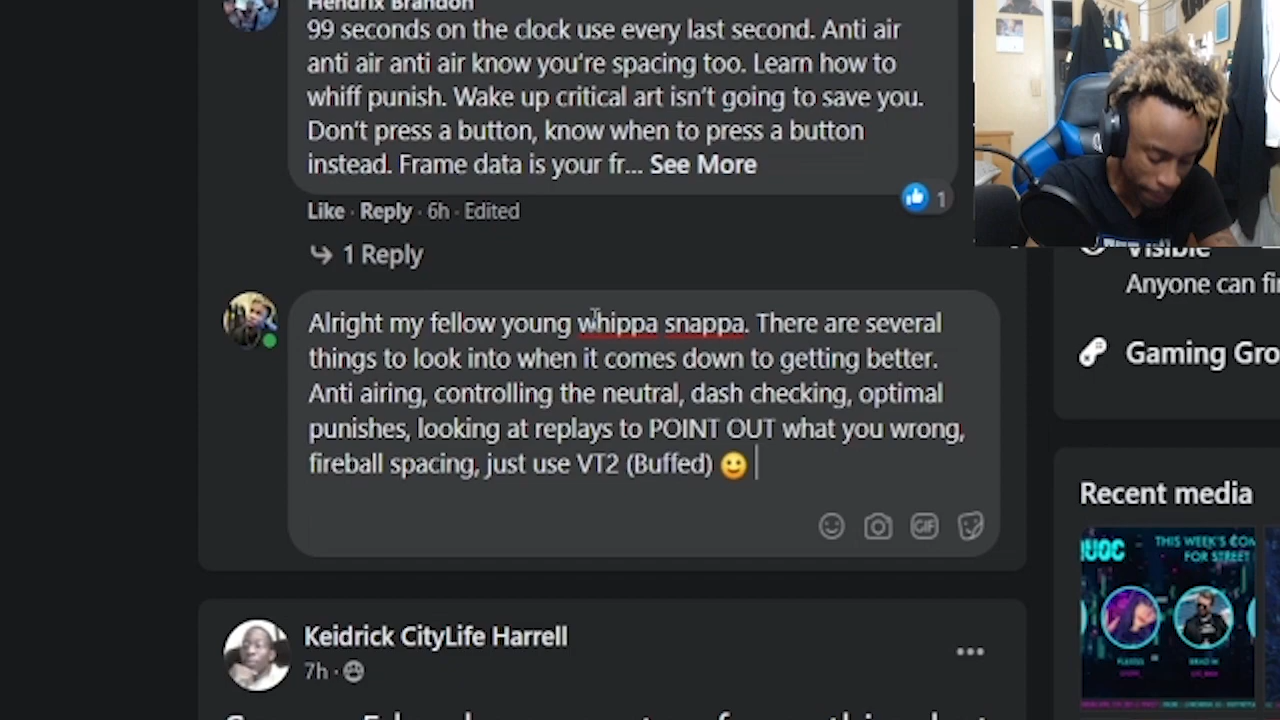 Hendrix Brandon
99 seconds on the clock use every last second. Anti air
anti air anti air know you're spacing too. Learn how to
whiff punish. Wake up critical art isn't going to save you.
Don't press a button, know when to press a button
instead. Frame data is your fr... See More
Like · Reply · 6h · Edited
1
1 Reply
Visible
Anyone can fi
Alright my fellow young whippa snappa. There are several
things to look into when it comes down to getting better.
Anti airing, controlling the neutral, dash checking, optimal
punishes, looking at replays to POINT OUT what you wrong,
fireball spacing, just use VT2 (Buffed) 🙂
GIF
Gaming Gro
Recent media
THIS WEEK'S COM
FOR STREET
Keidrick CityLife Harrell
7h ·